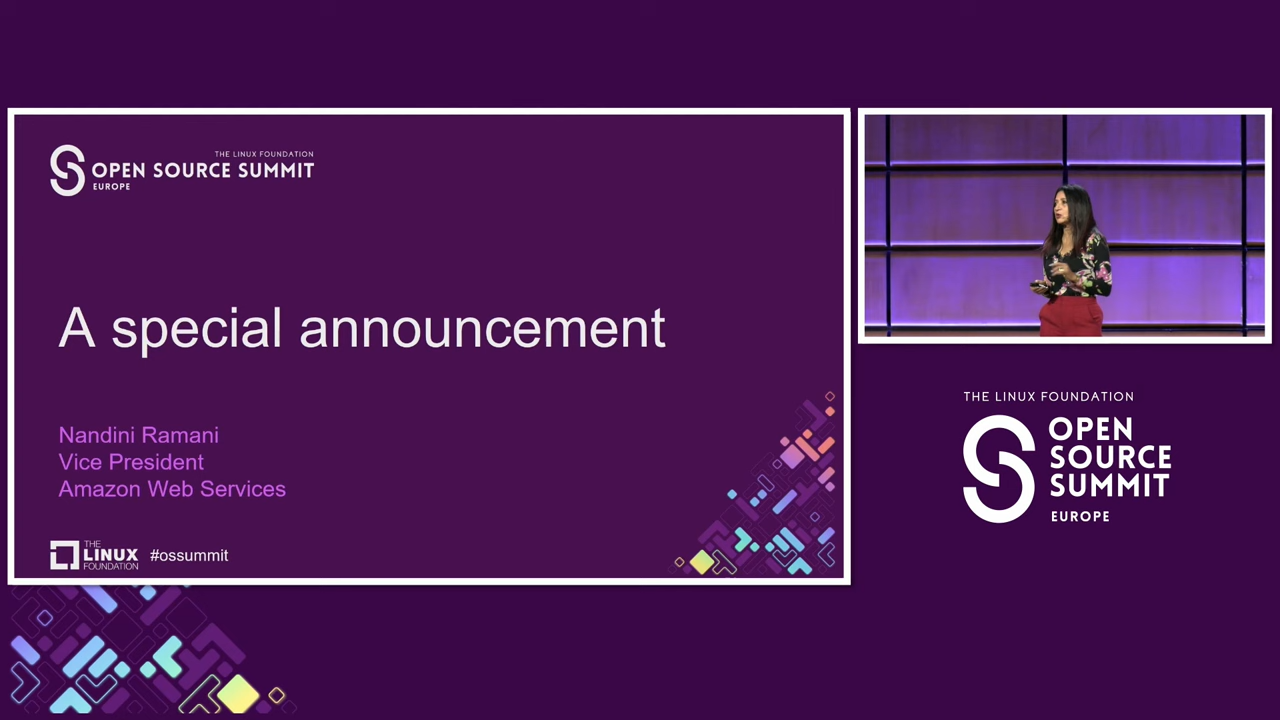 THE LINUX FOUNDATION
OPEN SOURCE SUMMIT
EUROPE
A special announcement
Nandini Ramani
Vice President
Amazon Web Services
THE
LINUX
FOUNDATION
#ossummit
THE LINUX FOUNDATION
OPEN
SOURCE
SUMMIT
EUROPE